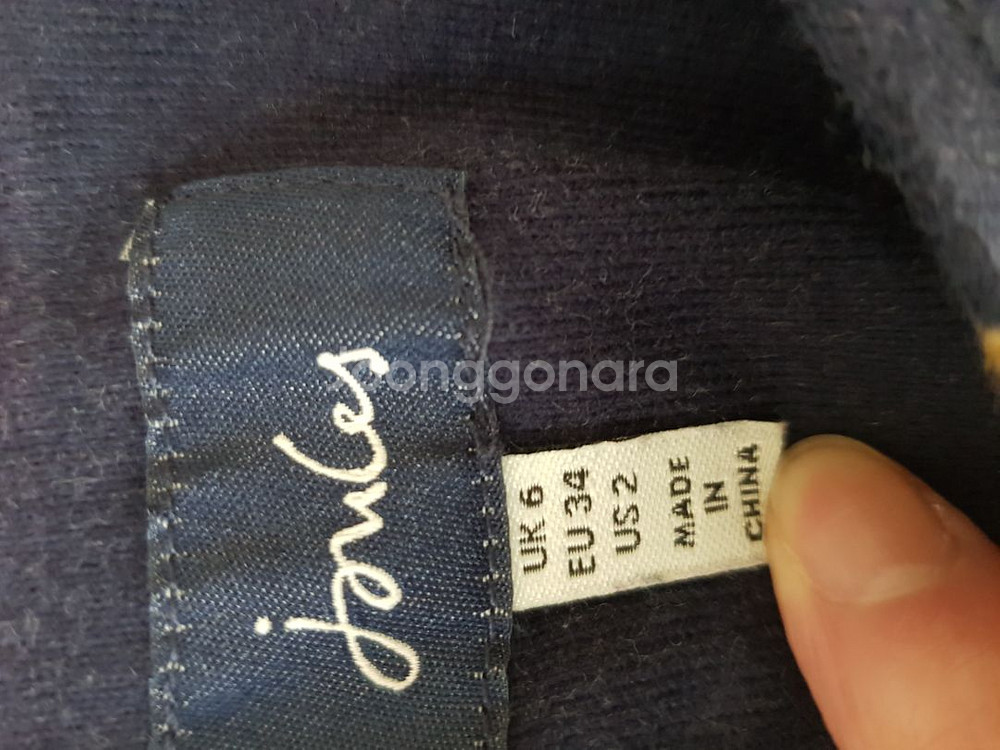 joules
UK 6
EU 34
US 2
MADE
IN
CHINA
joonggonara